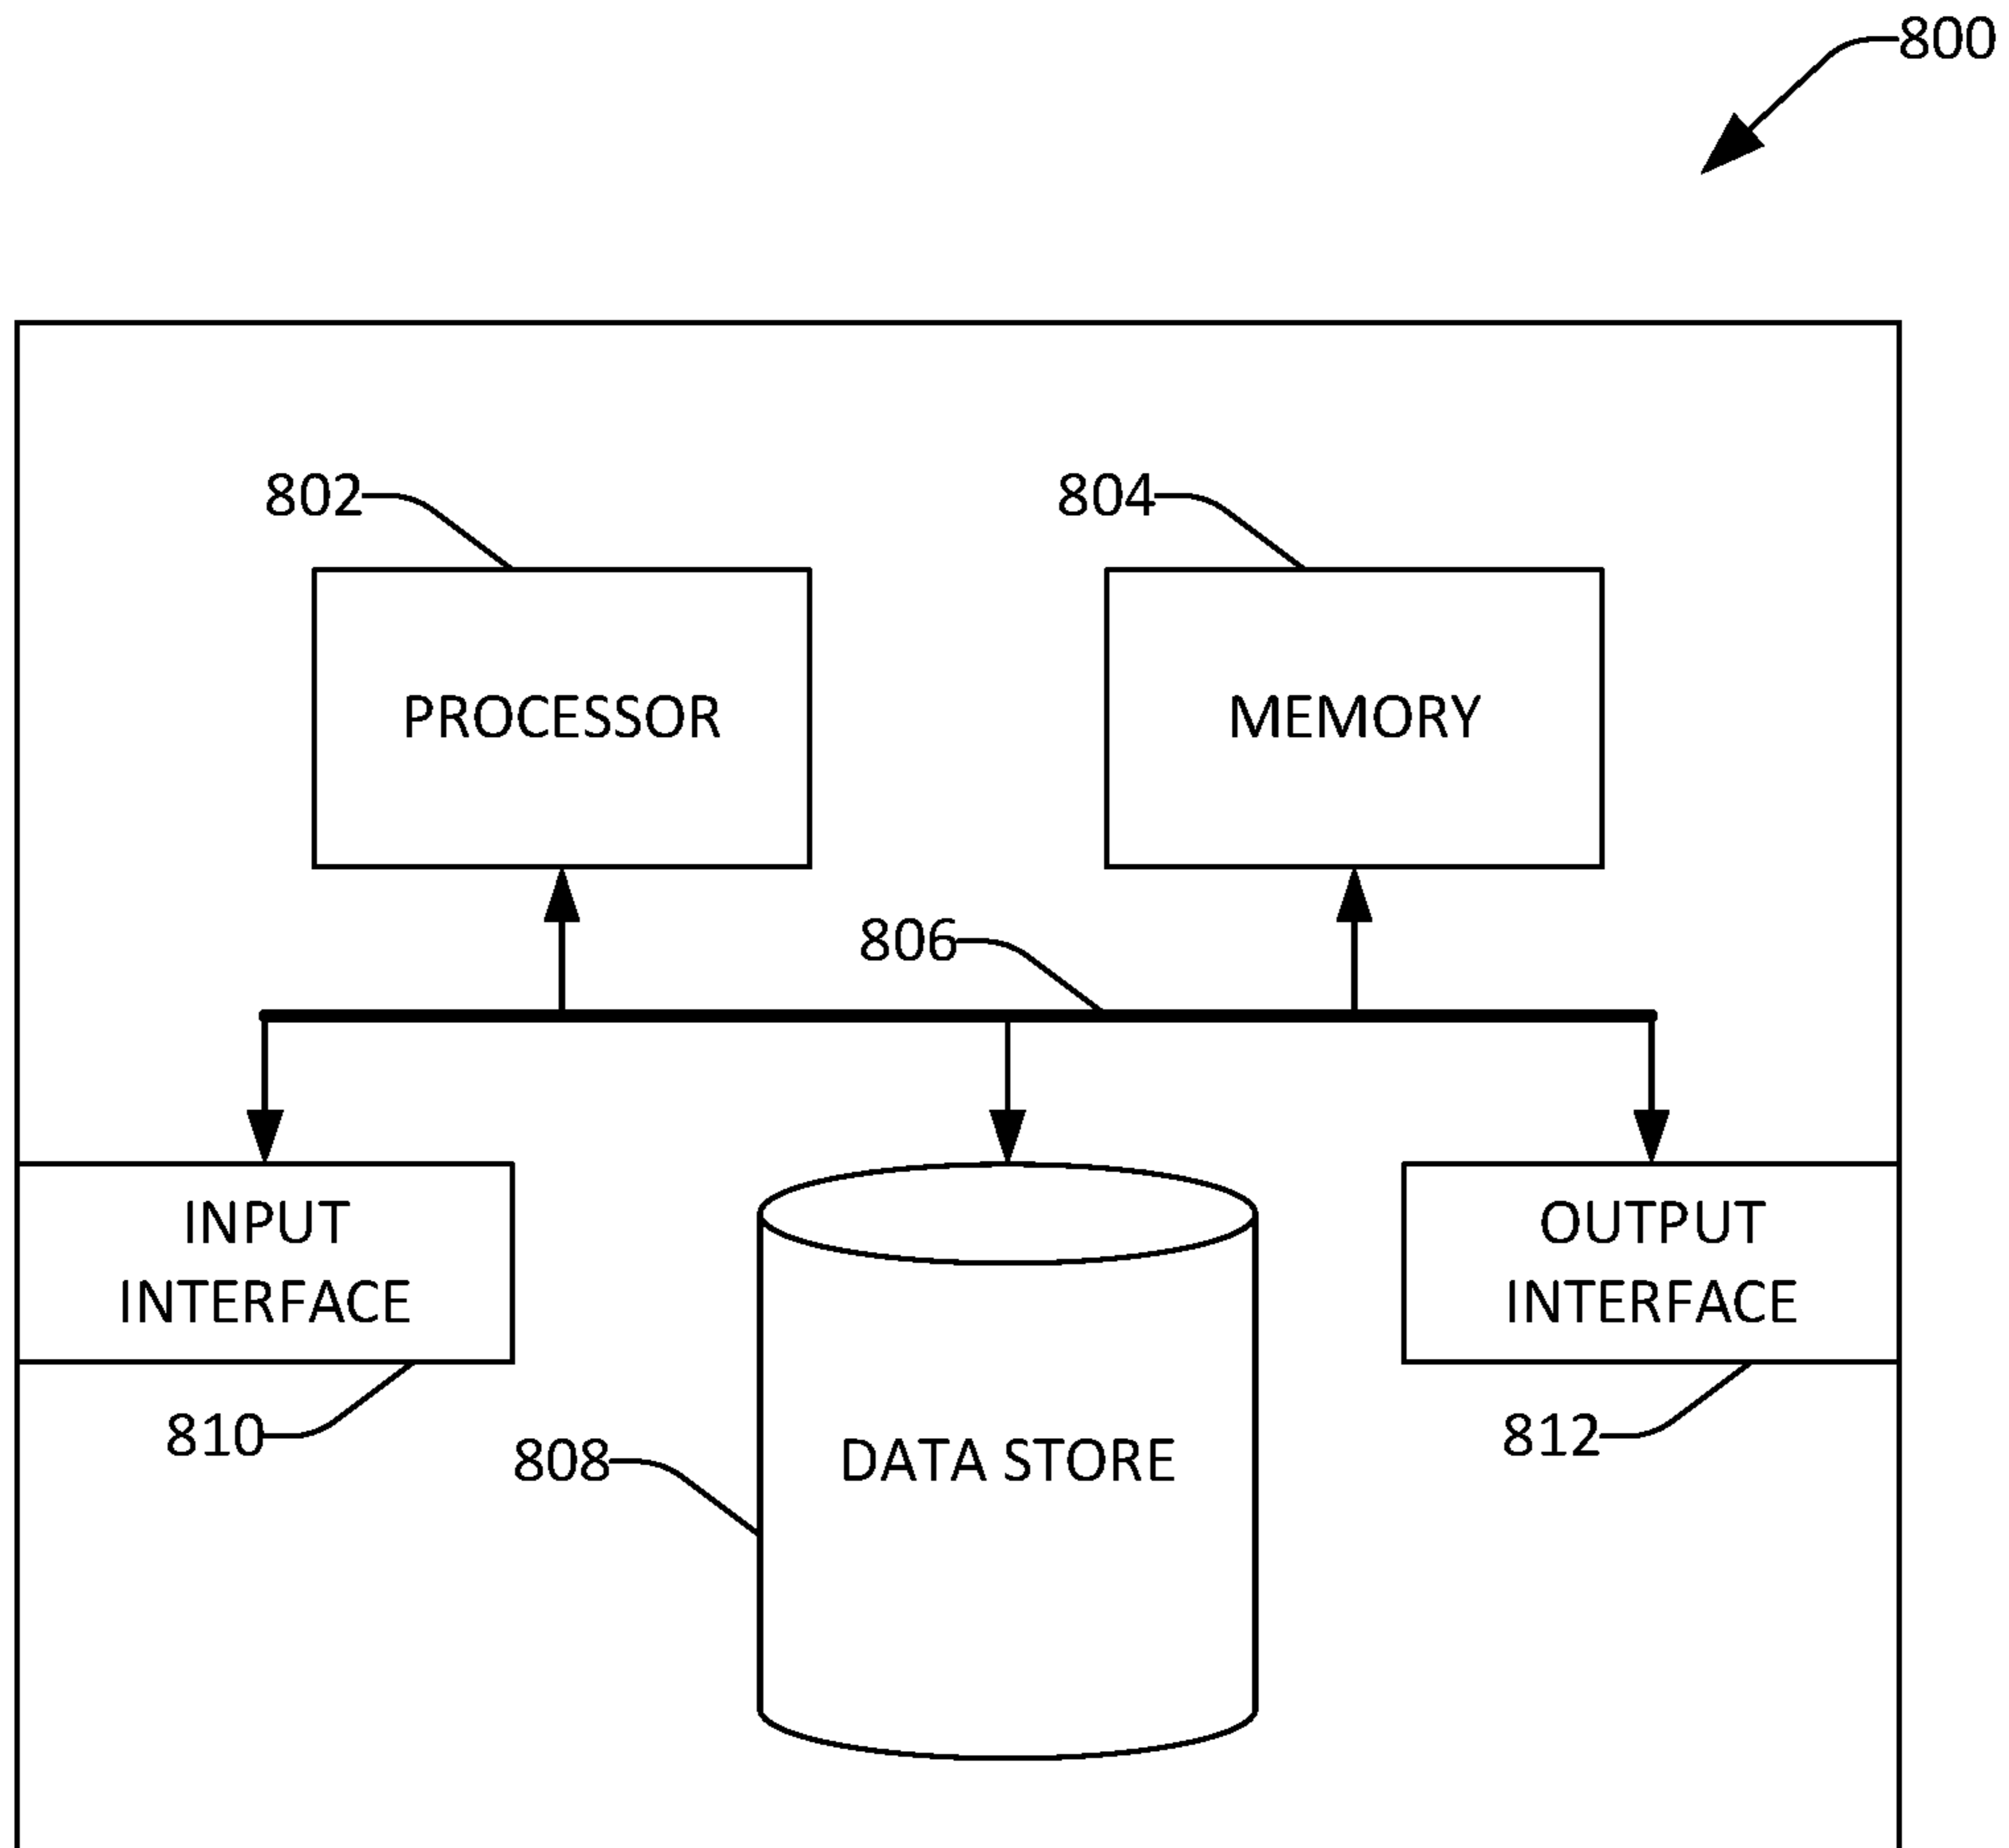 800
802
804
PROCESSOR
MEMORY
806
INPUT
INTERFACE
OUTPUT
INTERFACE
810
808
DATA STORE
812